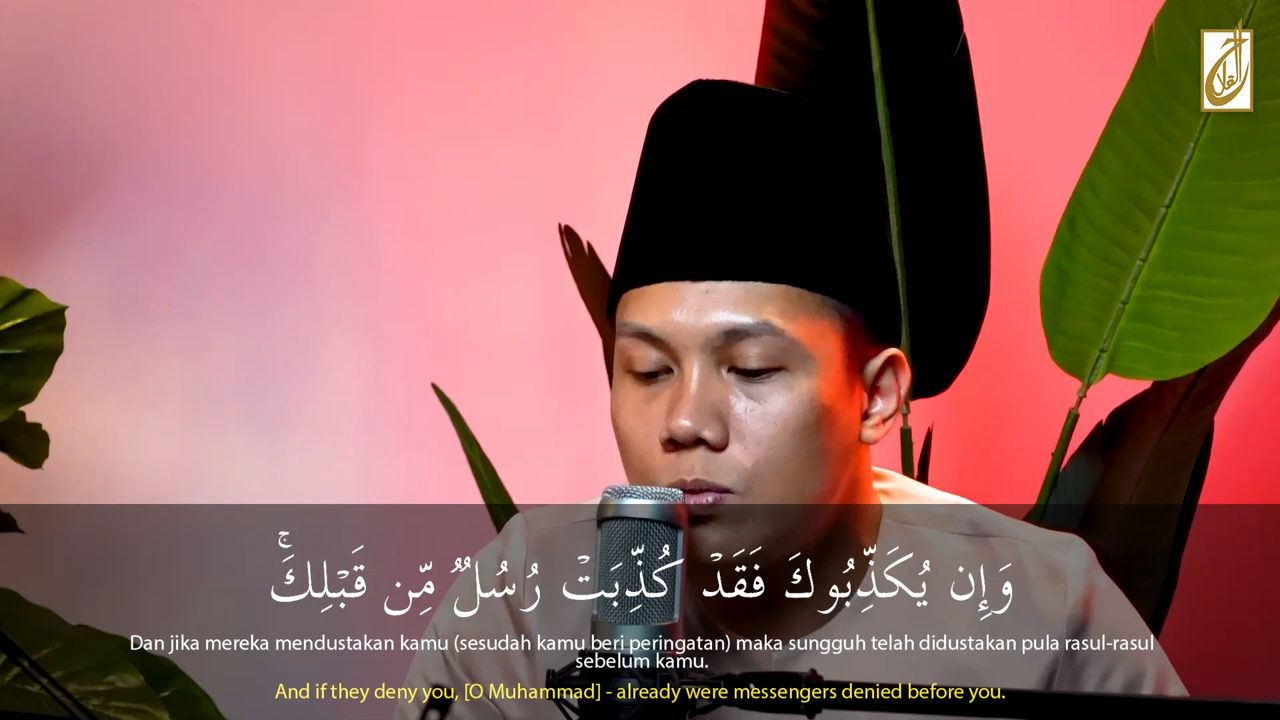 العلا
وَإِن يُكَذِّبُوكَ فَقَدْ كُذِّبَتْ رُسُلٌ مِّن قَبْلِكَ ۚ
Dan jika mereka mendustakan kamu (sesudah kamu beri peringatan) maka sungguh telah didustakan pula rasul-rasul
sebelum kamu.
And if they deny you, [O Muhammad] - already were messengers denied before you.